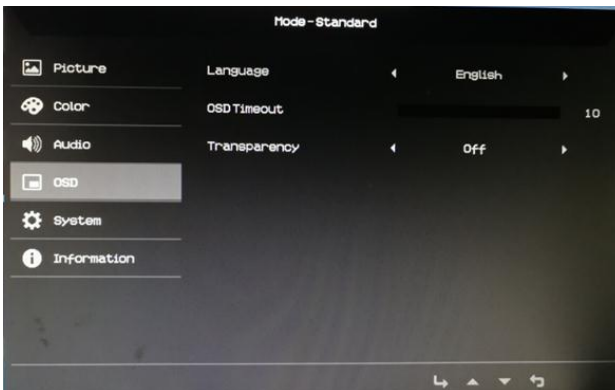 Mode-Standard
Picture
Language English
Color
OSD Timeout 10
Audio
Transparency Off
OSD
System
Information